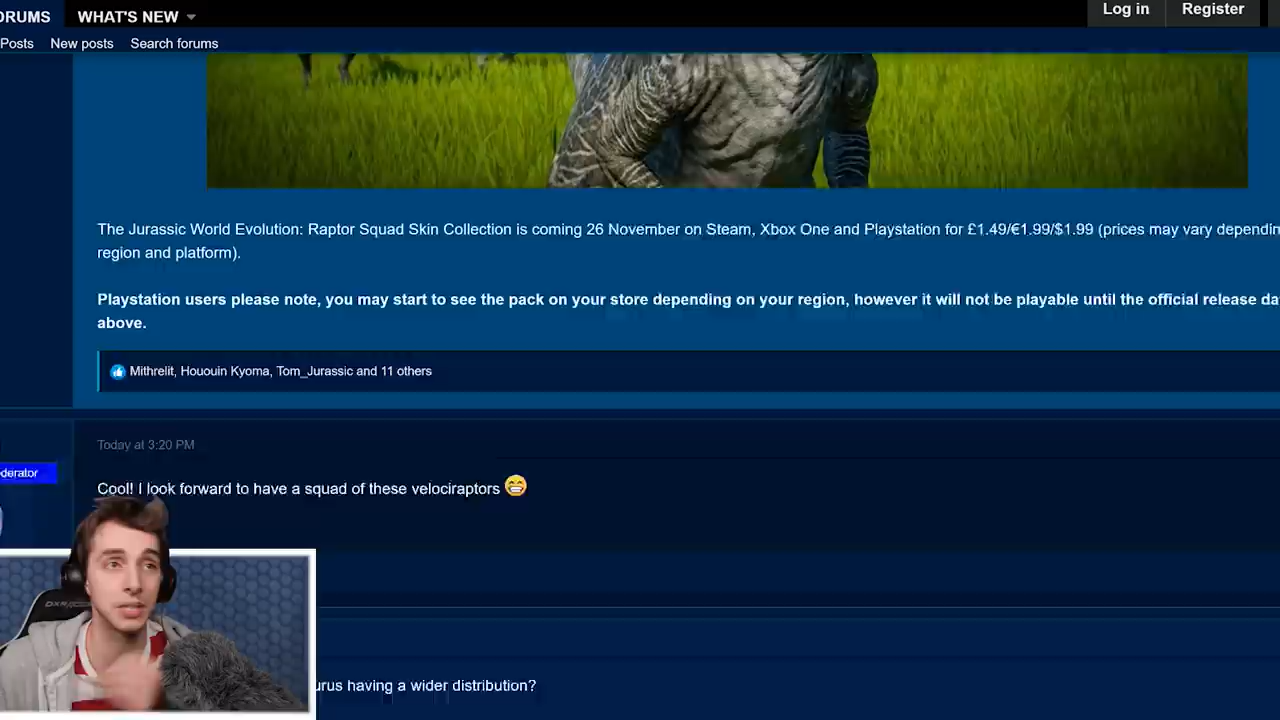 ORUMS WHAT'S NEW Log in Register
Posts New posts Search forums
The Jurassic World Evolution: Raptor Squad Skin Collection is coming 26 November on Steam, Xbox One and Playstation for £1.49/€1.99/$1.99 (prices may vary dependin
region and platform).
Playstation users please note, you may start to see the pack on your store depending on your region, however it will not be playable until the official release da
above.
Mithrelit, Hououin Kyoma, Tom_Jurassic and 11 others
Today at 3:20 PM
oderator
Cool! I look forward to have a squad of these velociraptors
urus having a wider distribution?